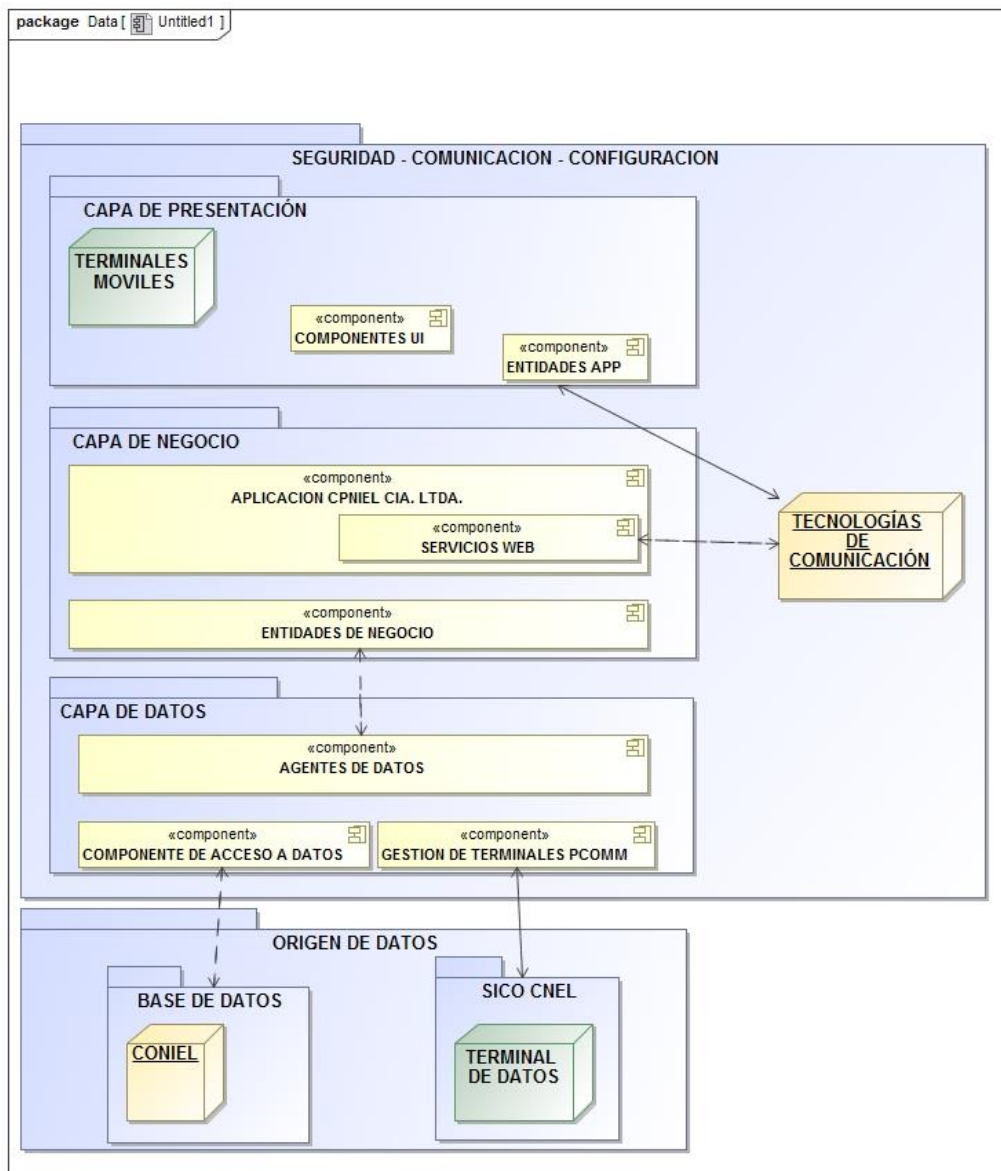 package Data [ Untitled1 ]
SEGURIDAD - COMUNICACION - CONFIGURACION
CAPA DE PRESENTACIÓN
TERMINALES
MOVILES
«component»
COMPONENTES UI
«component»
ENTIDADES APP
CAPA DE NEGOCIO
«component»
APLICACION CPNIEL CIA. LTDA.
«component»
SERVICIOS WEB
TECNOLOGÍAS
DE
COMUNICACIÓN
«component»
ENTIDADES DE NEGOCIO
CAPA DE DATOS
«component»
AGENTES DE DATOS
«component»
COMPONENTE DE ACCESO A DATOS
«component»
GESTION DE TERMINALES PCOMM
ORIGEN DE DATOS
BASE DE DATOS
CONIEL
SICO CNEL
TERMINAL
DE DATOS